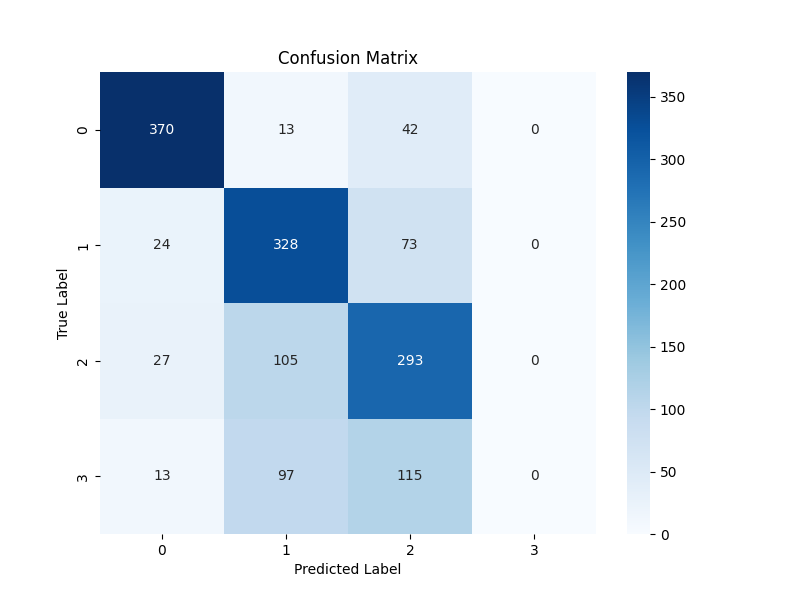 Confusion Matrix
0 370 13 42 0
1 24 328 73 0
2 27 105 293 0
3 13 97 115 0
0 1 2 3
Predicted Label
True Label
350
300
250
200
150
100
50
0